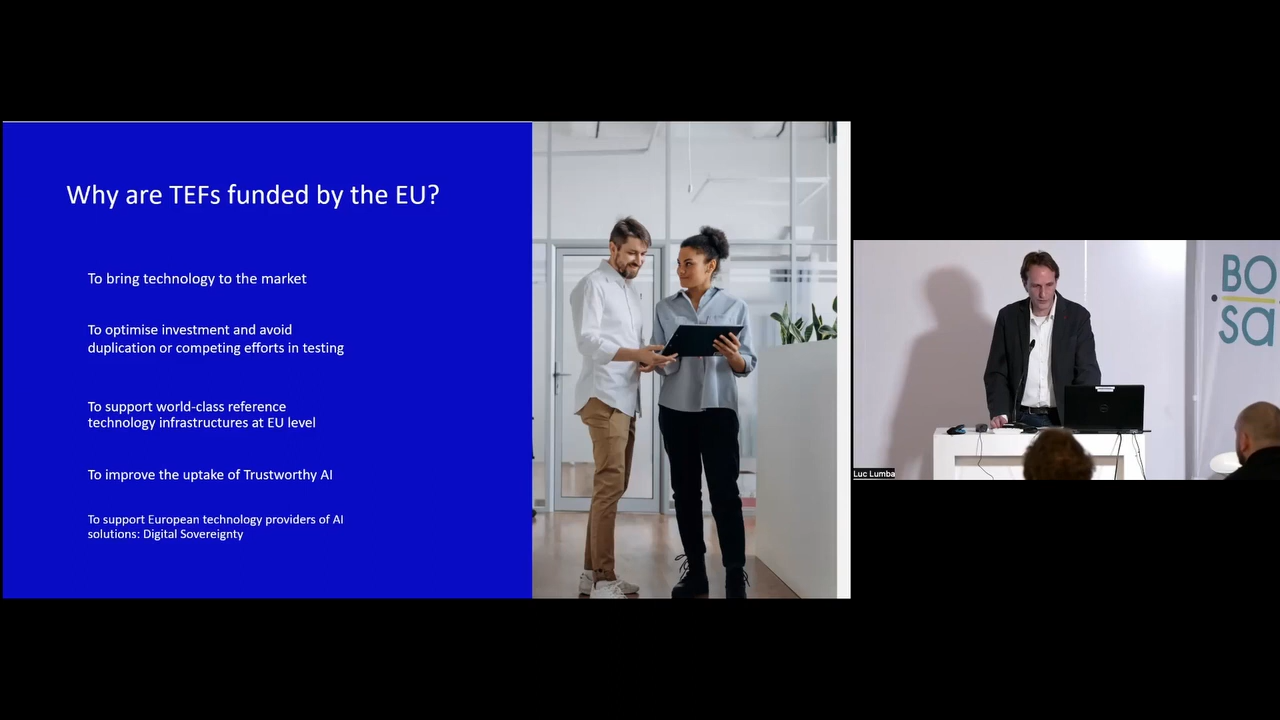 Why are TEFs funded by the EU?
To bring technology to the market
To optimise investment and avoid
duplication or competing efforts in testing
To support world-class reference
technology infrastructures at EU level
To improve the uptake of Trustworthy AI
To support European technology providers of AI
solutions: Digital Sovereignty
BO
sa
Luc Lumba